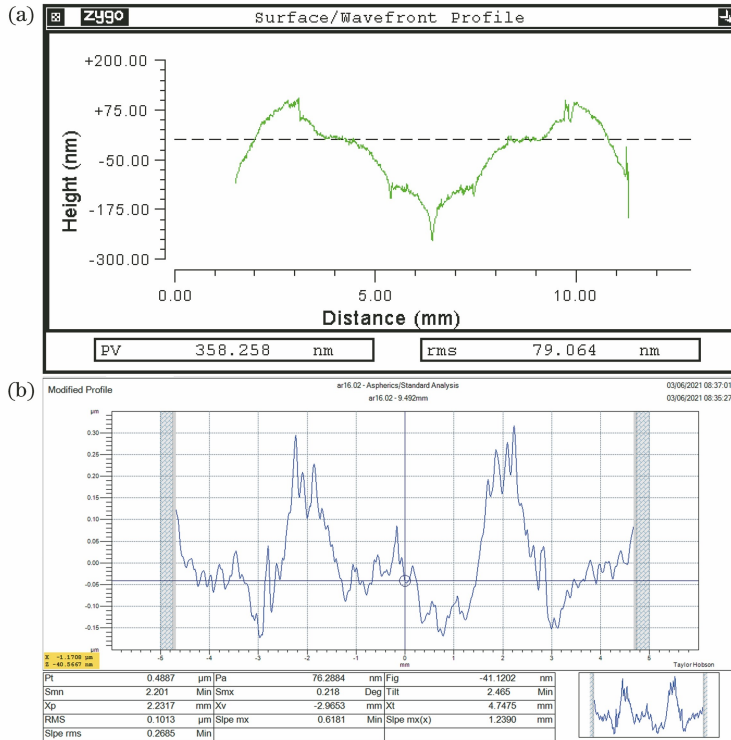 (a)
zygo Surface/Wavefront Profile
+200.00
+75.00
-50.00
-175.00
-300.00
Height (nm)
0.00 5.00 10.00
Distance (mm)
PV 358.258 nm rms 79.064 nm
(b)
Modified Profile ar16.02 - Aspherics/Standard Analysis 03/06/2021 08:37:01
ar16.02 - 9.492mm 03/06/2021 08:35:27
µm
0.30
0.25
0.20
0.15
0.10
0.05
0.00
-0.05
-0.10
-0.15
µm
-5 -4 -3 -2 -1 0 1 2 3 4 5
mm
X -1.1708 µm
Z -40.5667 nm
Taylor Hobson
Pt 0.4887 µm Pa 76.2884 nm Fig -41.1202 nm
Smn 2.201 Min Smx 0.218 Deg Tilt 2.465 Min
Xp 2.2317 mm Xv -2.9653 mm Xt 4.7475 mm
RMS 0.1013 µm Slpe mx 0.6181 Min Slpe mx(x) 1.2390 mm
Slpe rms 0.2685 Min